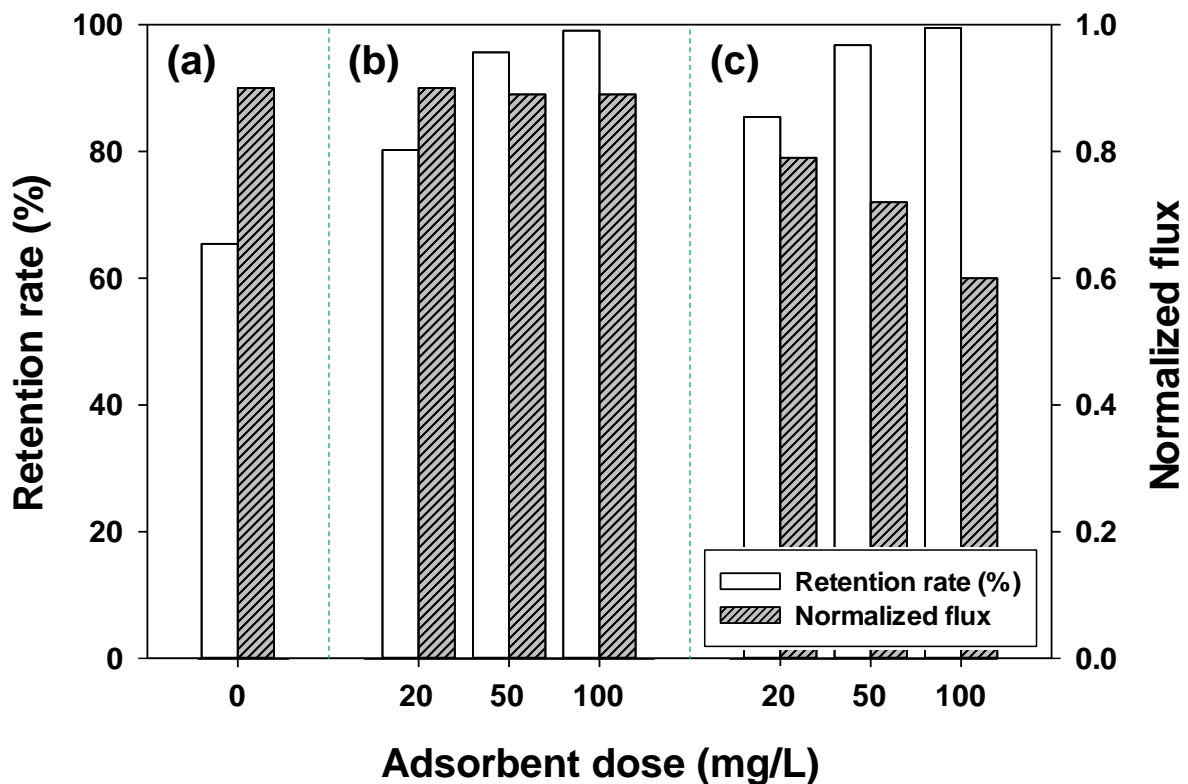 100
80
60
40
20
0
Retention rate (%)
(a)
(b)
(c)
1.0
0.8
0.6
0.4
0.2
0.0
Normalized flux
Retention rate (%)
Normalized flux
0 20 50 100 20 50 100
Adsorbent dose (mg/L)